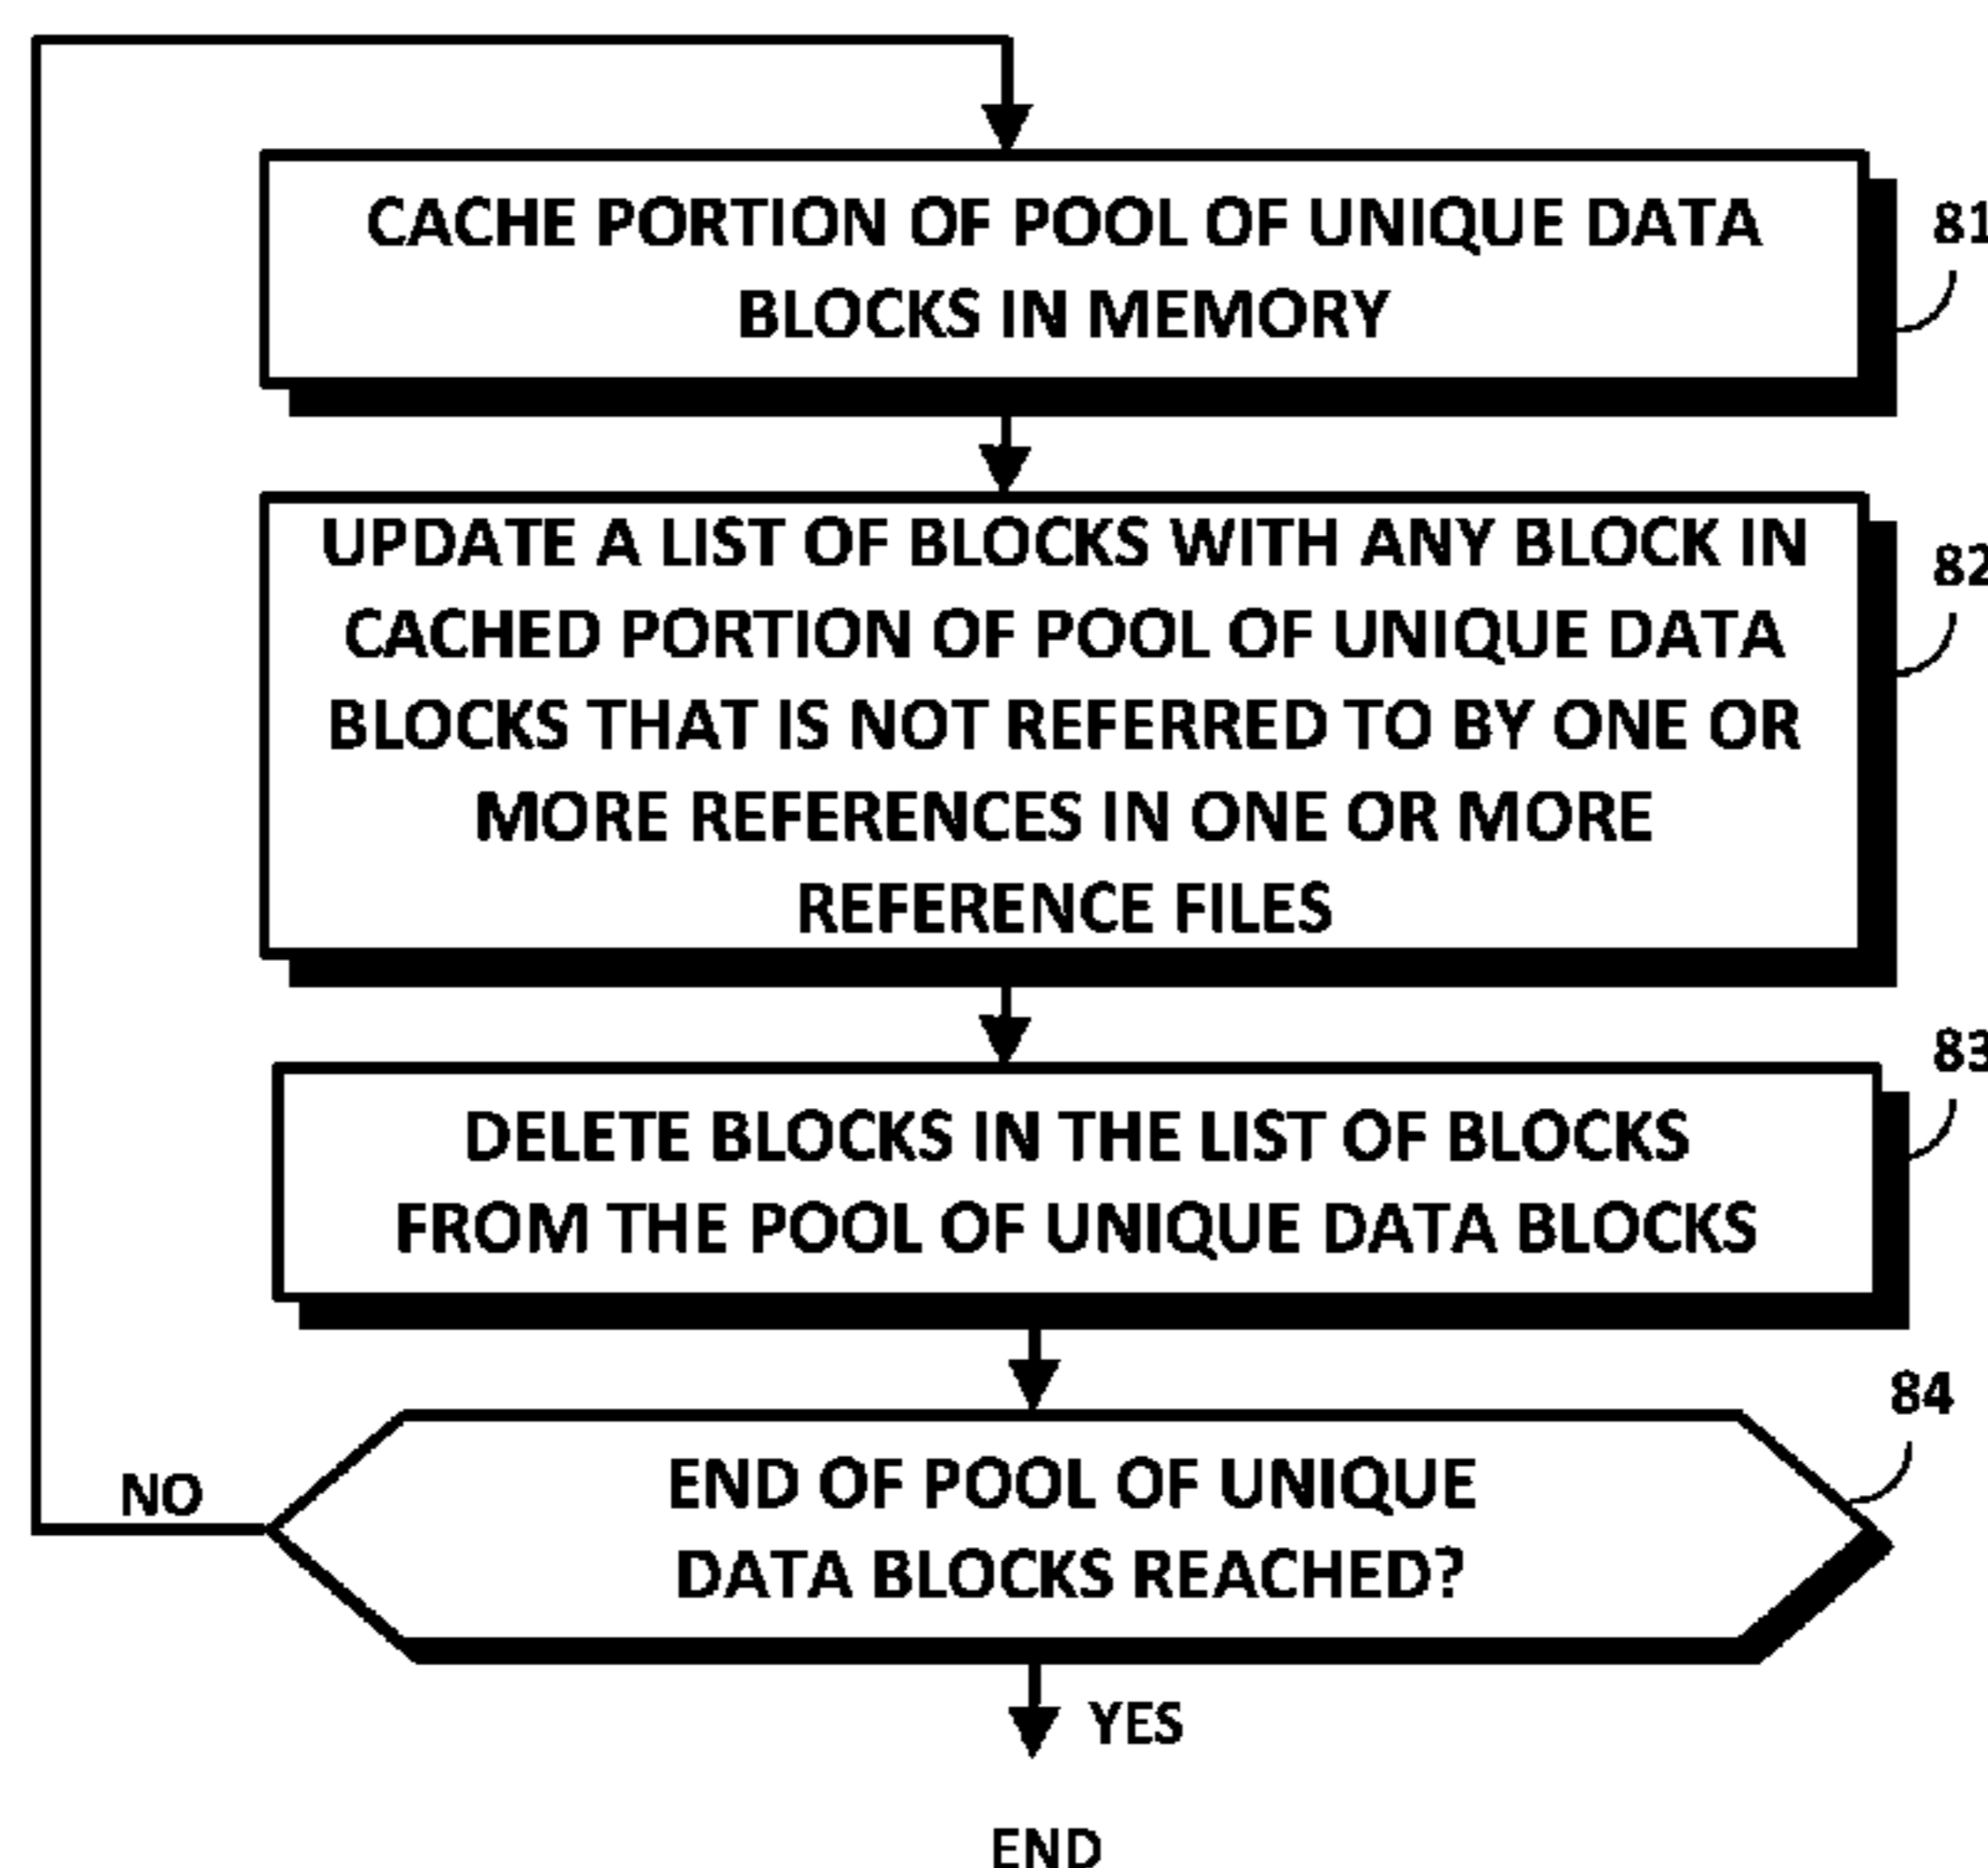 CACHE PORTION OF POOL OF UNIQUE DATA
BLOCKS IN MEMORY
81
UPDATE A LIST OF BLOCKS WITH ANY BLOCK IN
CACHED PORTION OF POOL OF UNIQUE DATA
BLOCKS THAT IS NOT REFERRED TO BY ONE OR
MORE REFERENCES IN ONE OR MORE
REFERENCE FILES
82
DELETE BLOCKS IN THE LIST OF BLOCKS
FROM THE POOL OF UNIQUE DATA BLOCKS
83
END OF POOL OF UNIQUE
DATA BLOCKS REACHED?
84
NO
YES
END